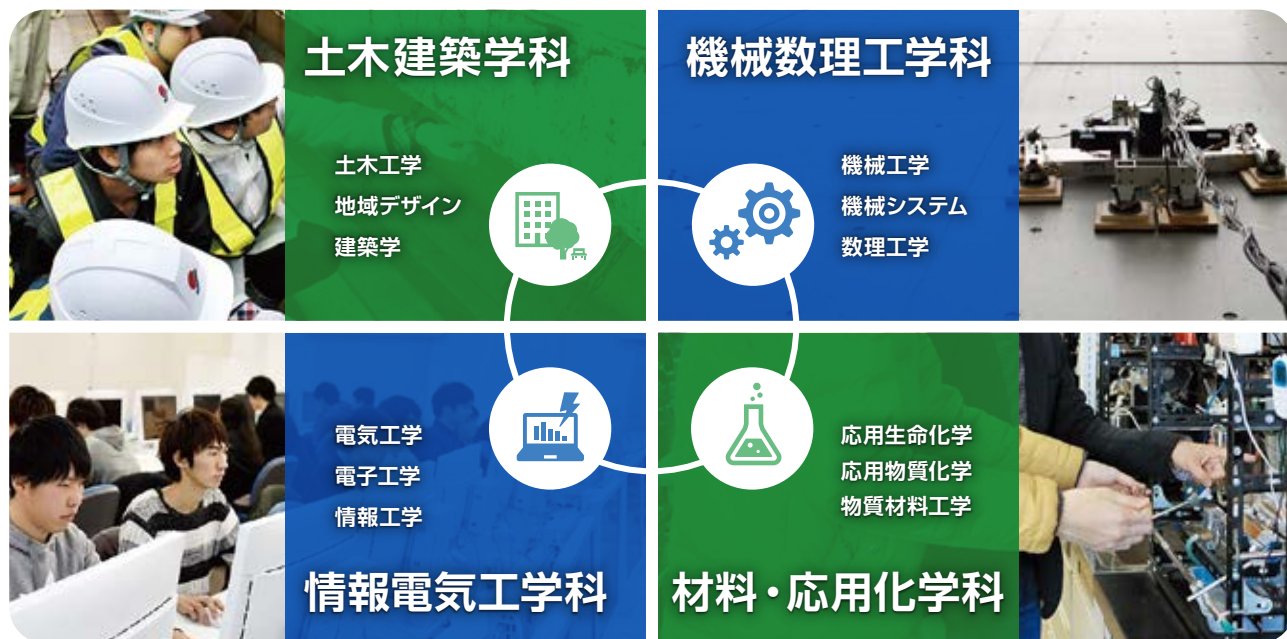 土木建築学科
土木工学
地域デザイン
建築学
機械数理工学科
機械工学
機械システム
数理工学
電気工学
電子工学
情報工学
情報電気工学科
応用生命化学
応用物質化学
物質材料工学
材料・応用化学科